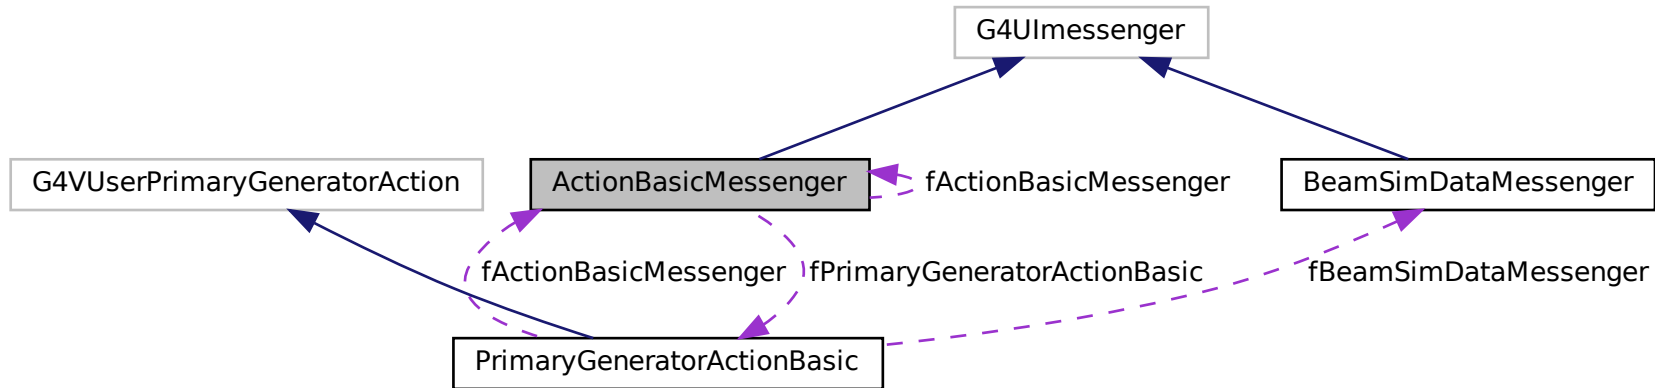 G4UImessenger
G4VUserPrimaryGeneratorAction
ActionBasicMessenger
fActionBasicMessenger
BeamSimDataMessenger
fActionBasicMessenger
fPrimaryGeneratorActionBasic
fBeamSimDataMessenger
PrimaryGeneratorActionBasic